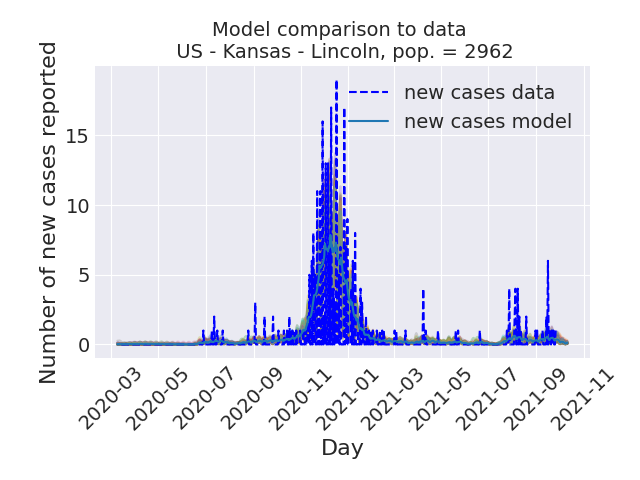 Model comparison to data
US - Kansas - Lincoln, pop. = 2962
Number of new cases reported
15
10
5
0
new cases data
new cases model
2020-03
2020-05
2020-07
2020-09
2020-11
2021-01
2021-03
2021-05
2021-07
2021-09
2021-11
Day